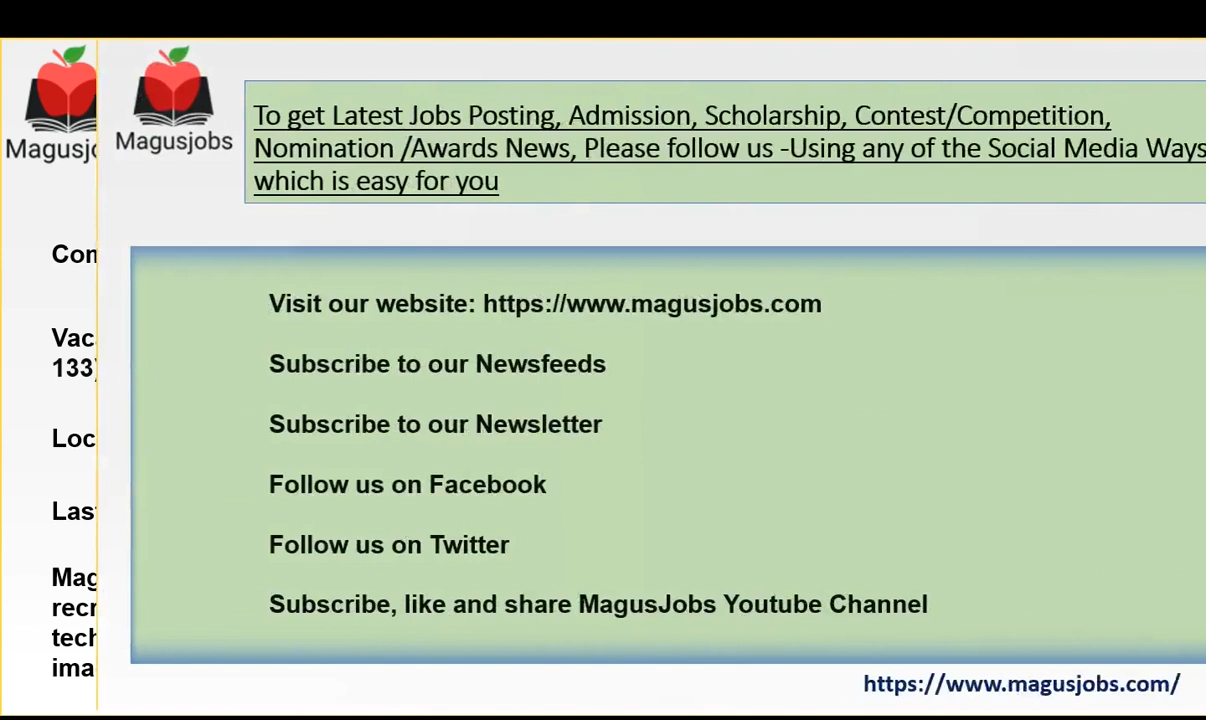 Magusjobs
To get Latest Jobs Posting, Admission, Scholarship, Contest/Competition,
Nomination /Awards News, Please follow us -Using any of the Social Media Ways
which is easy for you
Visit our website: https://www.magusjobs.com
Subscribe to our Newsfeeds
Subscribe to our Newsletter
Follow us on Facebook
Follow us on Twitter
Subscribe, like and share MagusJobs Youtube Channel
133)
https://www.magusjobs.com/